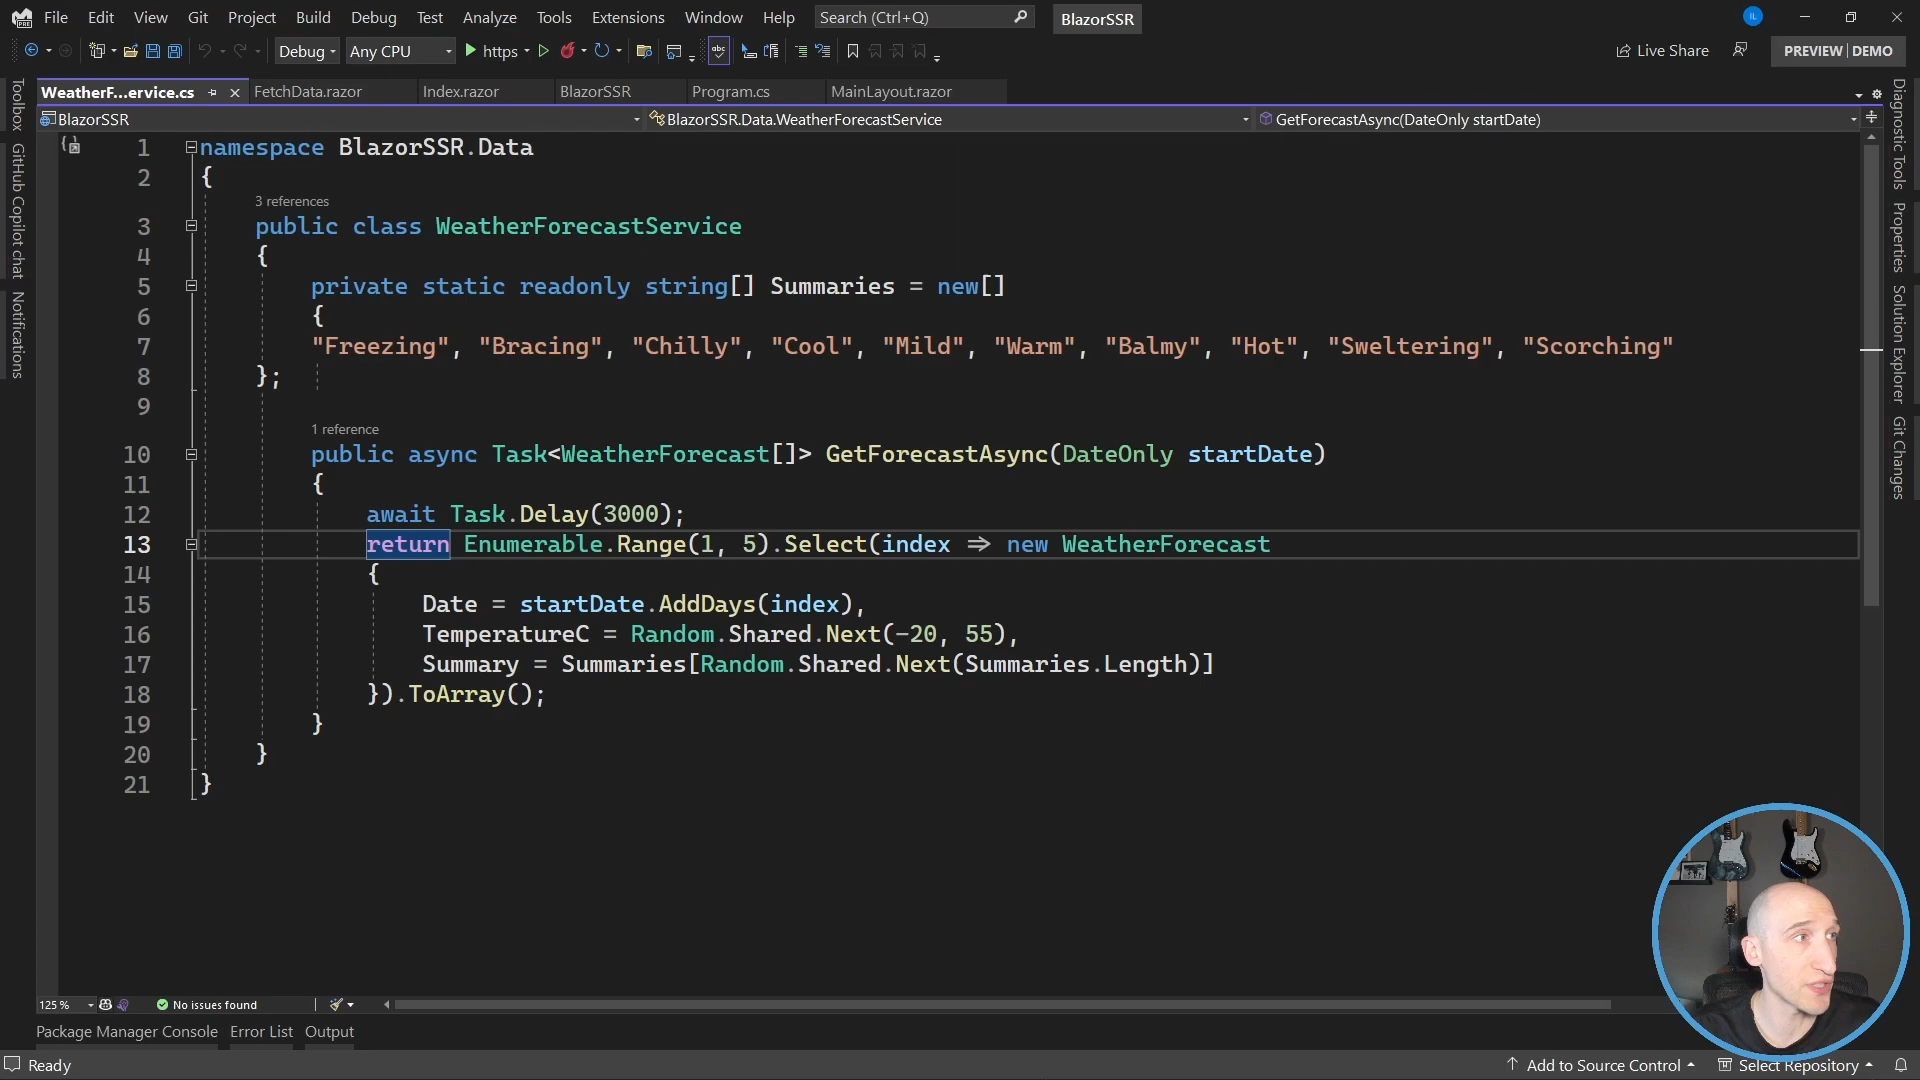 File Edit View Git Project Build Debug Test Analyze Tools Extensions Window Help Search (Ctrl+Q) BlazorSSR IL
Debug Any CPU https Live Share PREVIEW | DEMO
WeatherF...ervice.cs FetchData.razor Index.razor BlazorSSR Program.cs MainLayout.razor
BlazorSSR BlazorSSR.Data.WeatherForecastService GetForecastAsync(DateOnly startDate)
Toolbox
GitHub Copilot chat
Notifications
1 namespace BlazorSSR.Data
2 {
3 references
3 public class WeatherForecastService
4 {
5 private static readonly string[] Summaries = new[]
6 {
7 "Freezing", "Bracing", "Chilly", "Cool", "Mild", "Warm", "Balmy", "Hot", "Sweltering", "Scorching"
8 };
9
1 reference
10 public async Task<WeatherForecast[]> GetForecastAsync(DateOnly startDate)
11 {
12 await Task.Delay(3000);
13 return Enumerable.Range(1, 5).Select(index => new WeatherForecast
14 {
15 Date = startDate.AddDays(index),
16 TemperatureC = Random.Shared.Next(-20, 55),
17 Summary = Summaries[Random.Shared.Next(Summaries.Length)]
18 }).ToArray();
19 }
20 }
21 }
Diagnostic Tools
Properties
Solution Explorer
Git Changes
125 % No issues found
Package Manager Console Error List Output
Ready Add to Source Control Select Repository